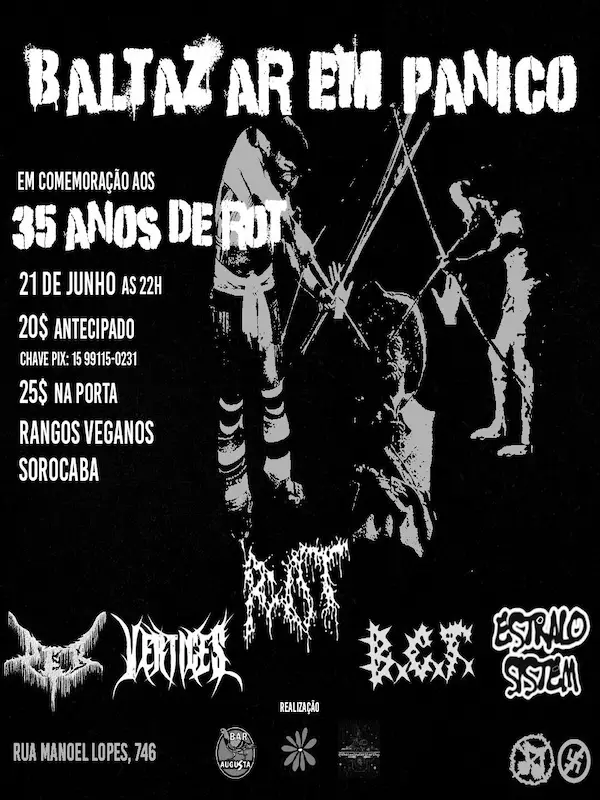 BALTAZAR EM PANICO
EM COMEMORAÇÃO AOS
35 ANOS DE ROT
21 DE JUNHO AS 22H
20$ ANTECIPADO
CHAVE PIX: 15 99115-0231
25$ NA PORTA
RANGOS VEGANOS
SOROCABA
ROT
VERTICES
B.G.T.
ESTRALO
SISTEM
REALIZAÇÃO
BAR
AUGUSTA
RUA MANOEL LOPES, 746